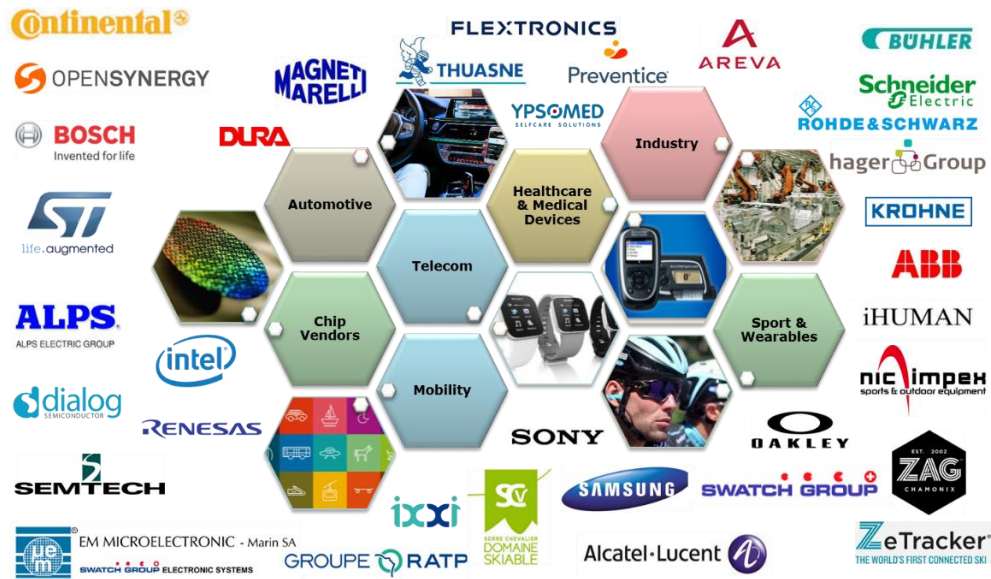 Continental
FLEXTRONICS
AREVA
BÜHLER
OPENSYNERGY
MAGNETI
MARELLI
THUASNE
Preventice
Schneider
Electric
BOSCH
Invented for life
DURA
YPSOMED
SELFCARE SOLUTIONS
R&S
ROHDE & SCHWARZ
Industry
hager Group
Automotive
Healthcare
& Medical
Devices
ST
life.augmented
KROHNE
Telecom
ABB
ALPS
ALPS ELECTRIC GROUP
Chip
Vendors
Sport &
Wearables
iHUMAN
intel
nic impex
sports & outdoor equipment
dialog
SEMICONDUCTOR
Mobility
RENESAS
SONY
OAKLEY
EST. 2002
ZAG
CHAMONIX
SEMTECH
SAMSUNG
SWATCH GROUP
ixxi
SCV
SERRE CHEVALIER
DOMAINE
SKIABLE
EM MICROELECTRONIC - Marin SA
SWATCH GROUP ELECTRONIC SYSTEMS
GROUPE RATP
Alcatel·Lucent
ZeTracker
THE WORLD'S FIRST CONNECTED SKI